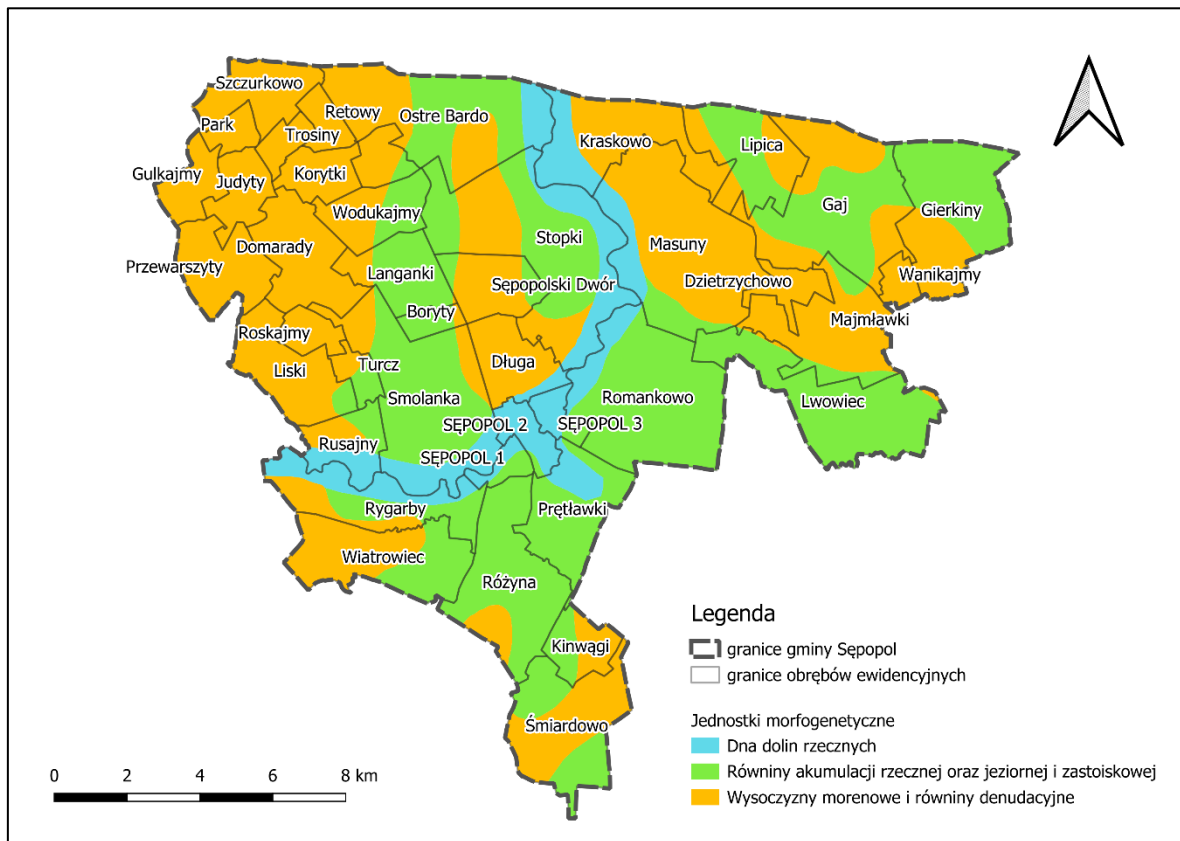 Szczurkowo
Retowy
Ostre Bardo
Park
Trosiny
Kraskowo
Lipica
Gulkajmy
Judyty
Korytki
Wodukajmy
Gaj
Gierkiny
Domarady
Stopki
Masuny
Przewarszyty
Langanki
Sępopolski Dwór
Dzietrzychowo
Wanikajmy
Boryty
Majmławki
Roskajmy
Liski
Turcz
Długa
Smolanka
Romankowo
Lwowiec
SĘPOPOL 2
SĘPOPOL 3
Rusajny
SĘPOPOL 1
Rygarby
Prętławki
Wiatrowiec
Różyna
Kinwągi
Śmiardowo
Legenda
granice gminy Sępopol
granice obrębów ewidencyjnych
Jednostki morfogenetyczne
Dna dolin rzecznych
Równiny akumulacji rzecznej oraz jeziornej i zastoiskowej
Wysoczyzny morenowe i równiny denudacyjne
0 2 4 6 8 km